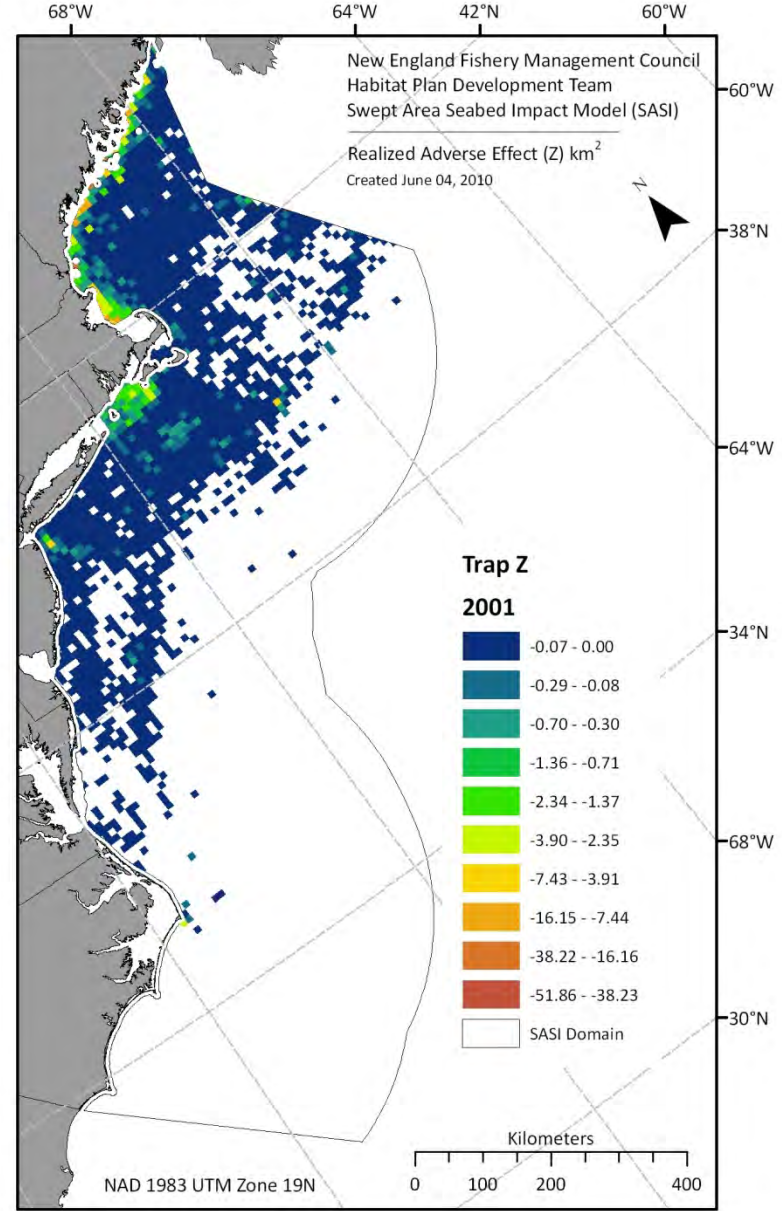 68°W 64°W 42°N 60°W
New England Fishery Management Council
Habitat Plan Development Team
Swept Area Seabed Impact Model (SASI)
Realized Adverse Effect (Z) km²
Created June 04, 2010
N
60°W
38°N
64°W
34°N
68°W
30°N
Trap Z
2001
-0.07 - 0.00
-0.29 - -0.08
-0.70 - -0.30
-1.36 - -0.71
-2.34 - -1.37
-3.90 - -2.35
-7.43 - -3.91
-16.15 - -7.44
-38.22 - -16.16
-51.86 - -38.23
SASI Domain
Kilometers
0 100 200 400
NAD 1983 UTM Zone 19N